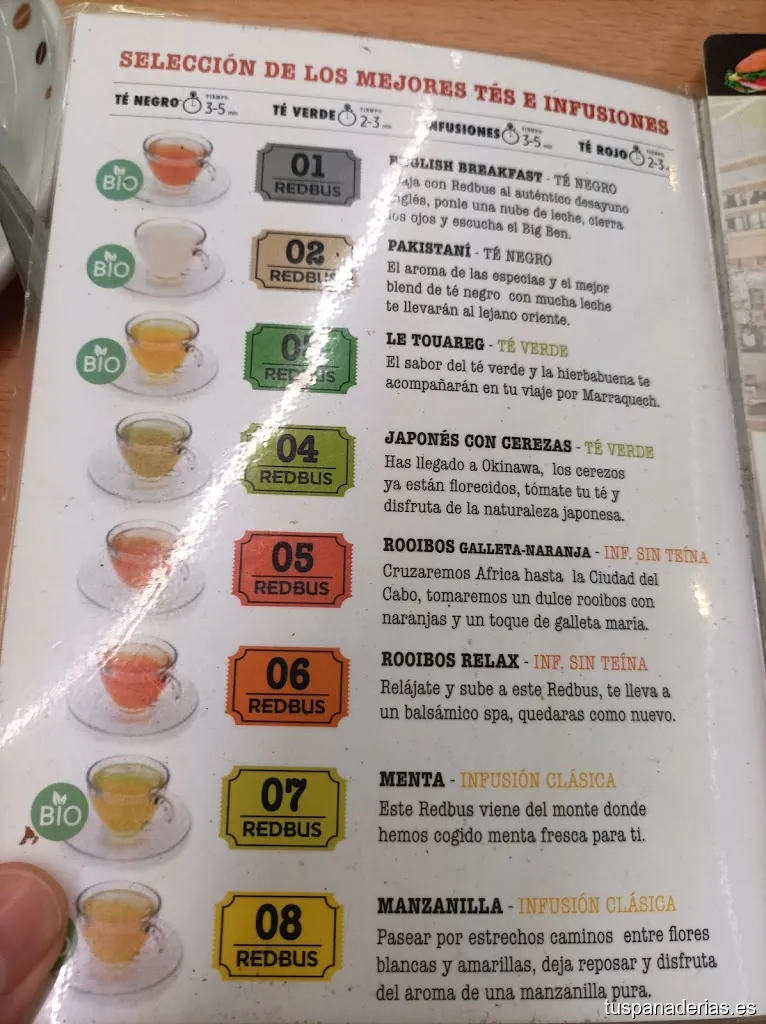 SELECCIÓN DE LOS MEJORES TÉS E INFUSIONES
TÉ NEGRO TIEMPO: 3-5 min TÉ VERDE TIEMPO: 2-3 min INFUSIONES TIEMPO: 3-5 min TÉ ROJO TIEMPO: 2-3
BIO
01
REDBUS
ENGLISH BREAKFAST - TÉ NEGRO
con Redbus al auténtico desayuno
inglés, ponle una nube de leche, cierra
los ojos y escucha el Big Ben.
BIO
02
REDBUS
PAKISTANÍ - TÉ NEGRO
El aroma de las especias y el mejor
blend de té negro con mucha leche
te llevarán al lejano oriente.
BIO
03
REDBUS
LE TOUAREG - TÉ VERDE
El sabor del té verde y la hierbabuena te
acompañarán en tu viaje por Marraquech.
04
REDBUS
JAPONÉS CON CEREZAS - TÉ VERDE
Has llegado a Okinawa, los cerezos
ya están florecidos, tómate tu té y
disfruta de la naturaleza japonesa.
05
REDBUS
ROOIBOS GALLETA-NARANJA - INF. SIN TEÍNA
Cruzaremos Africa hasta la Ciudad del
Cabo, tomaremos un dulce rooibos con
naranjas y un toque de galleta maría.
06
REDBUS
ROOIBOS RELAX - INF. SIN TEÍNA
Relájate y sube a este Redbus, te lleva a
un balsámico spa, quedaras como nuevo.
BIO
07
REDBUS
MENTA - INFUSIÓN CLÁSICA
Este Redbus viene del monte donde
hemos cogido menta fresca para ti.
08
REDBUS
MANZANILLA - INFUSIÓN CLÁSICA
Pasear por estrechos caminos entre flores
blancas y amarillas, deja reposar y disfruta
del aroma de una manzanilla pura.
tuspanaderias.es